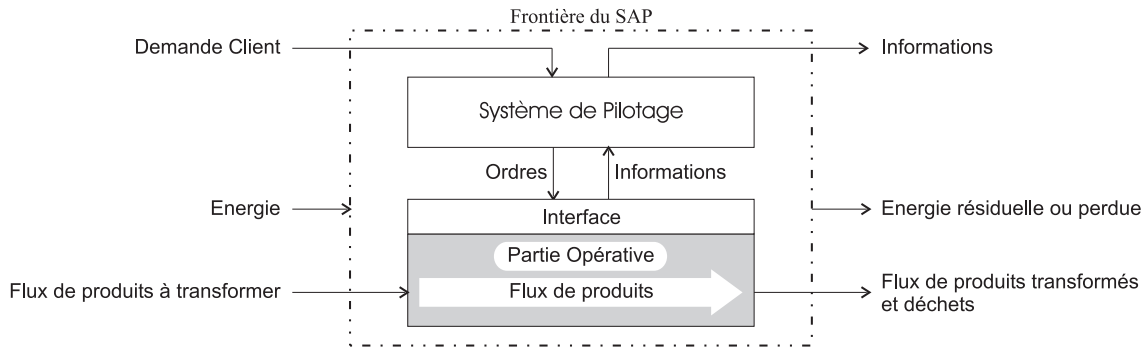 Frontière du SAP
Demande Client
Informations
Système de Pilotage
Ordres
Informations
Energie
Interface
Energie résiduelle ou perdue
Partie Opérative
Flux de produits à transformer
Flux de produits
Flux de produits transformés
et déchets